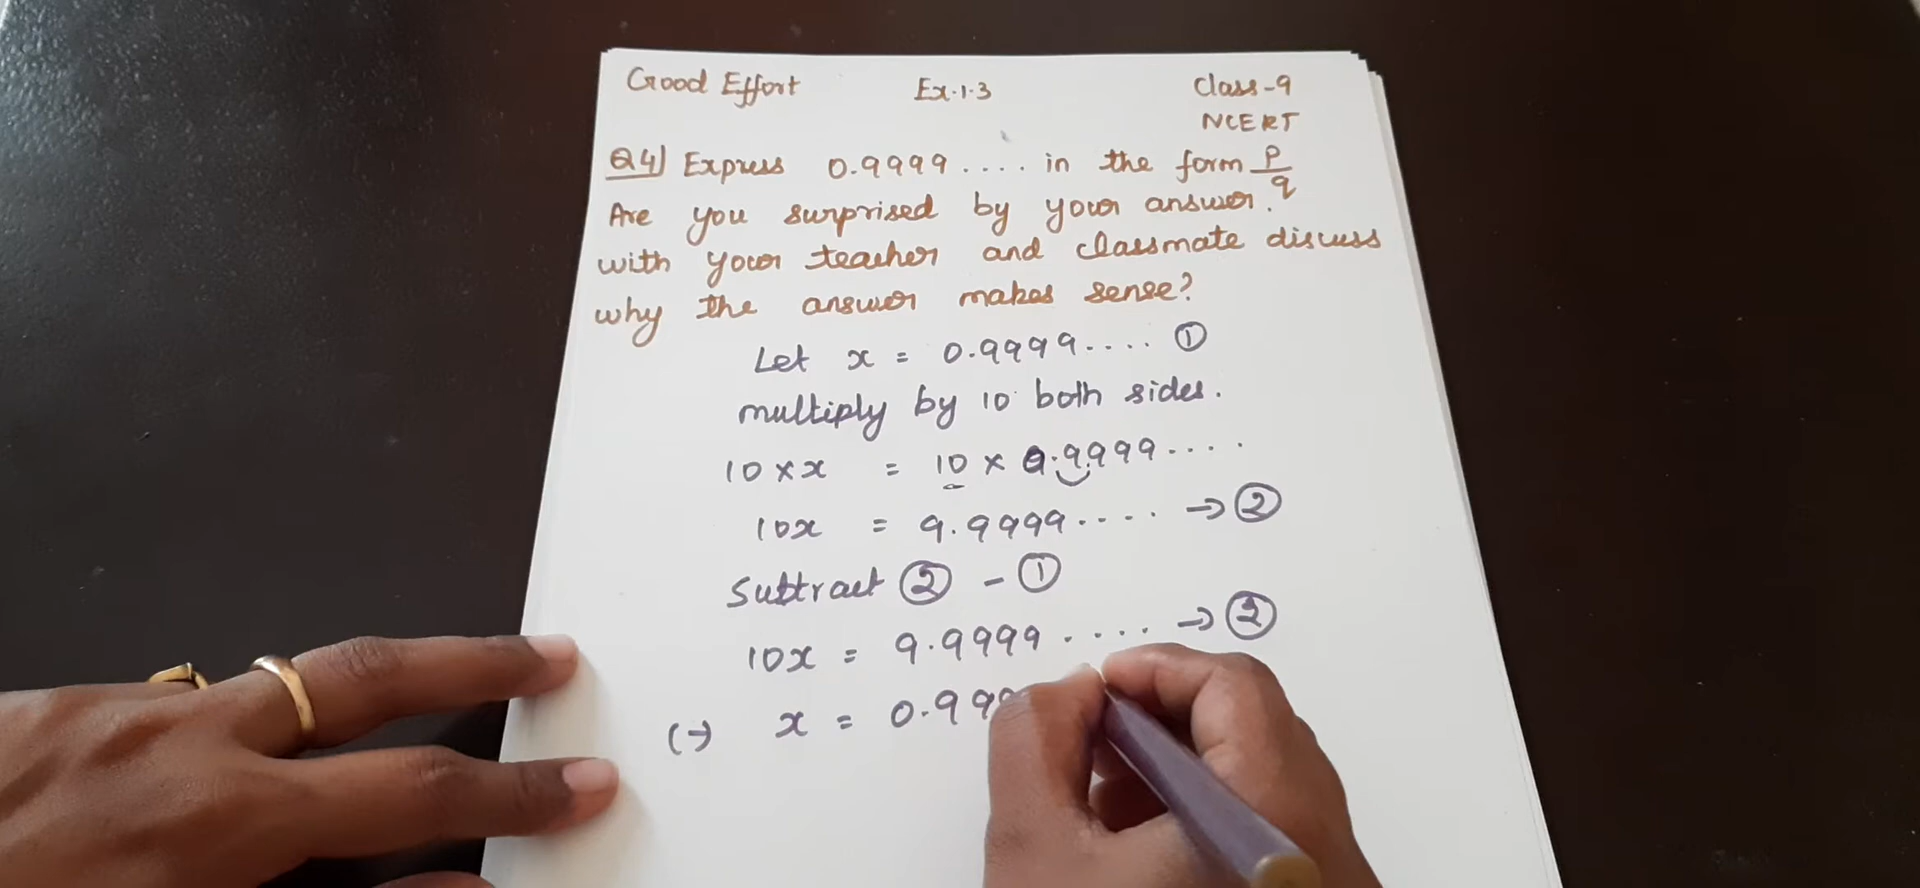 Good Effort Ex.1.3 Class-9
NCERT
Q4) Express 0.9999.... in the form P/q
Are you surprised by your answer.
with your teacher and classmate discuss
why the answer makes sense?
Let x = 0.9999.... ①
multiply by 10 both sides.
10 × x = 10 × 0.9999....
10x = 9.9999.... → ②
Subtract ② - ①
10x = 9.9999.... → ②
(-) x = 0.999